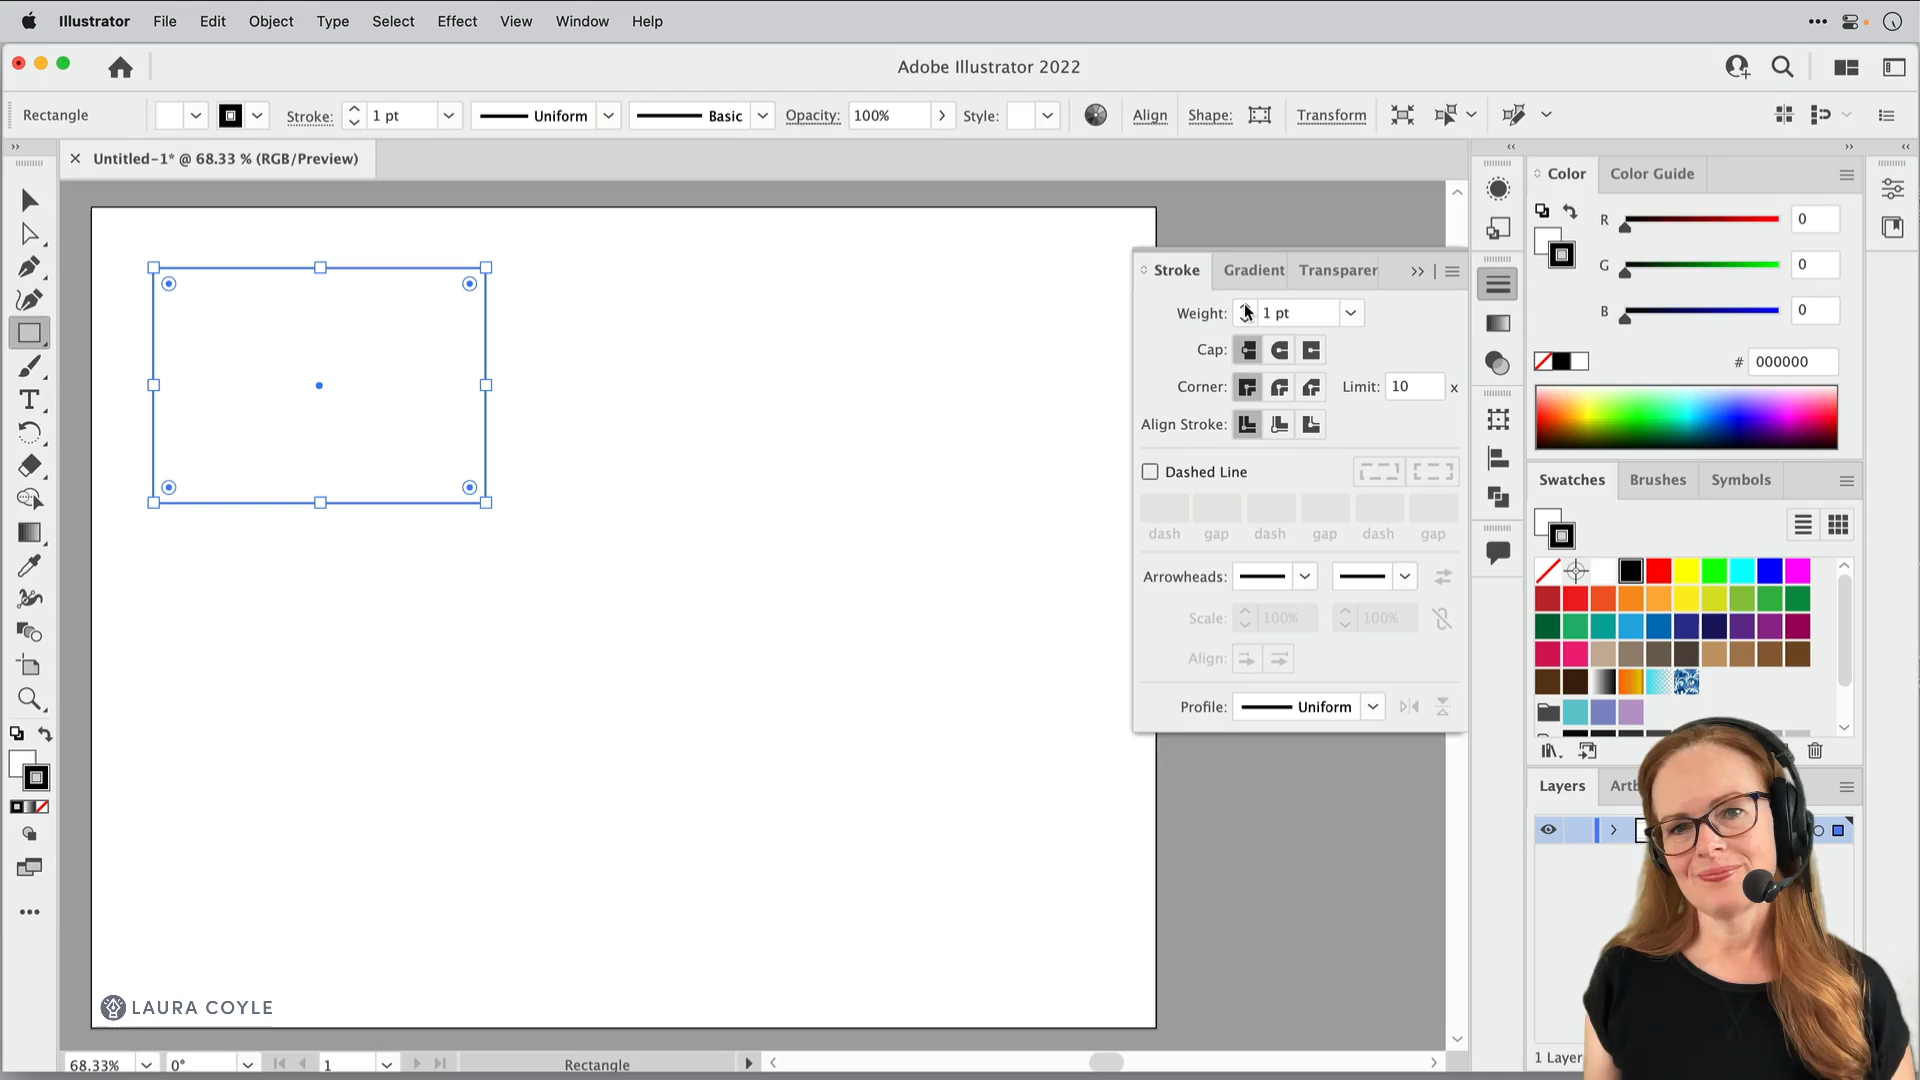 Illustrator File Edit Object Type Select Effect View Window Help
Adobe Illustrator 2022
Rectangle Stroke: 1 pt Uniform Basic Opacity: 100% Style: Align Shape: Transform
Untitled-1* @ 68.33 % (RGB/Preview)
Stroke Gradient Transparer
Weight: 1 pt
Cap:
Corner: Limit: 10 x
Align Stroke:
Dashed Line
dash gap dash gap dash gap
Arrowheads:
Scale: 100% 100%
Align:
Profile: Uniform
Color Color Guide
R 0
G 0
B 0
# 000000
Swatches Brushes Symbols
Layers Artb
1 Layer
LAURA COYLE
68.33% 0° 1 Rectangle